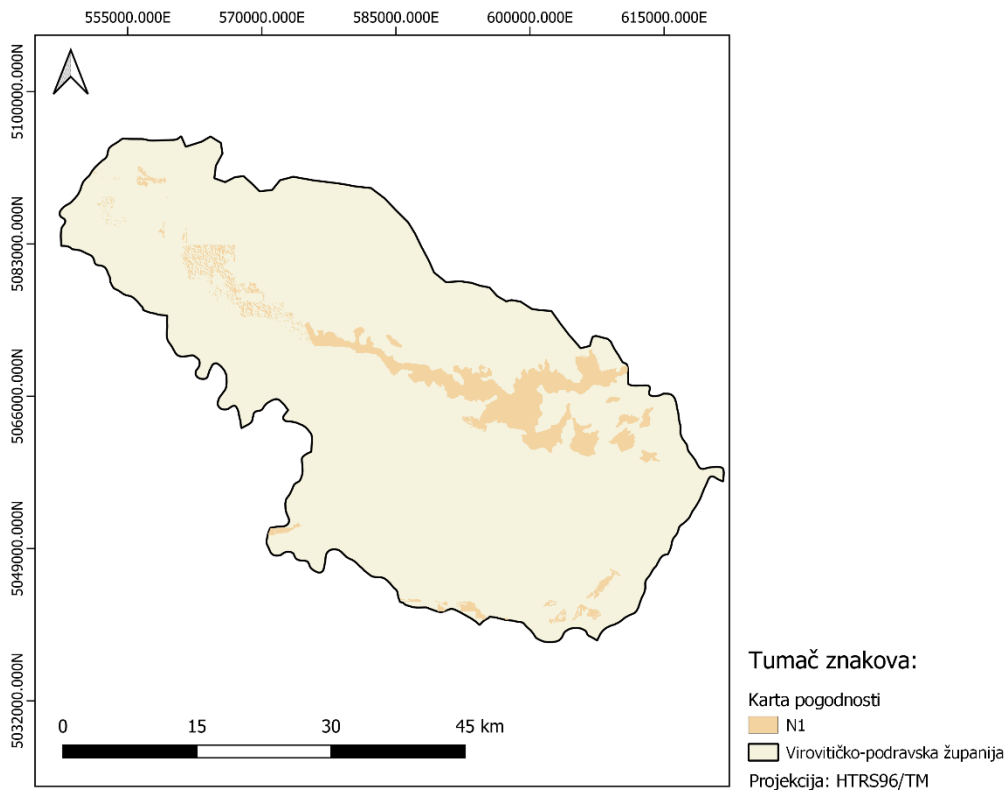 555000.000E 570000.000E 585000.000E 600000.000E 615000.000E
5100000.000N
5083000.000N
5066000.000N
5049000.000N
5032000.000N
0 15 30 45 km
Tumač znakova:
Karta pogodnosti
N1
Virovitičko-podravska županija
Projekcija: HTRS96/TM